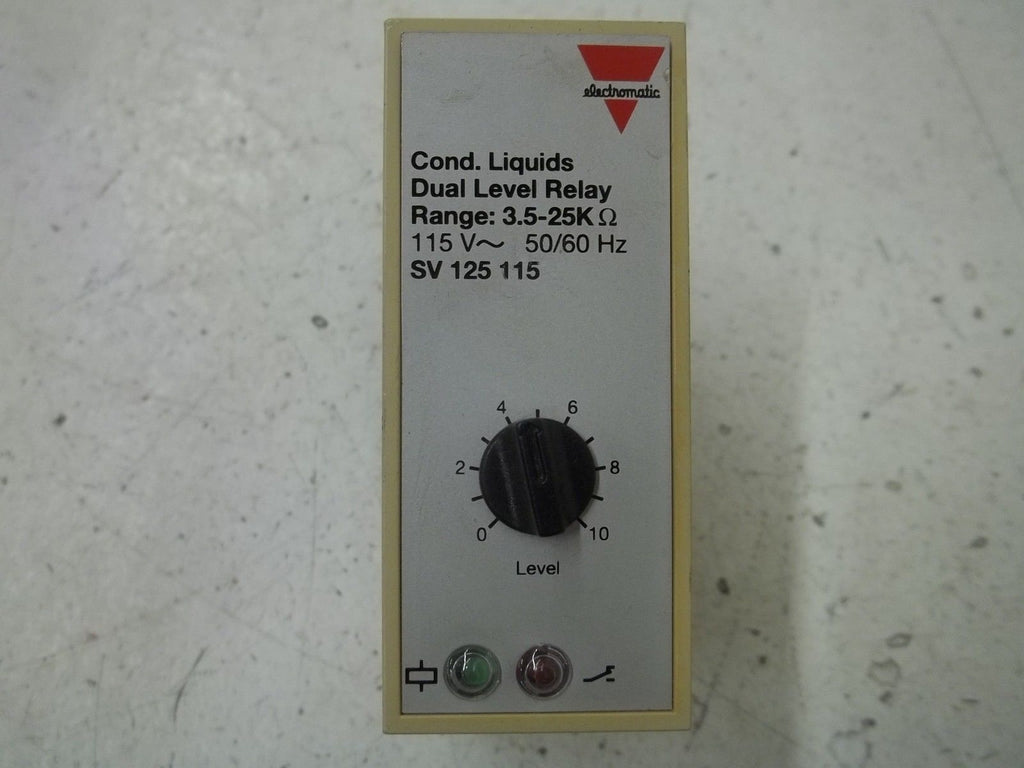 electromatic
Cond. Liquids
Dual Level Relay
Range: 3.5-25K Ω
115 V~ 50/60 Hz
SV 125 115
4 6
2 8
0 10
Level